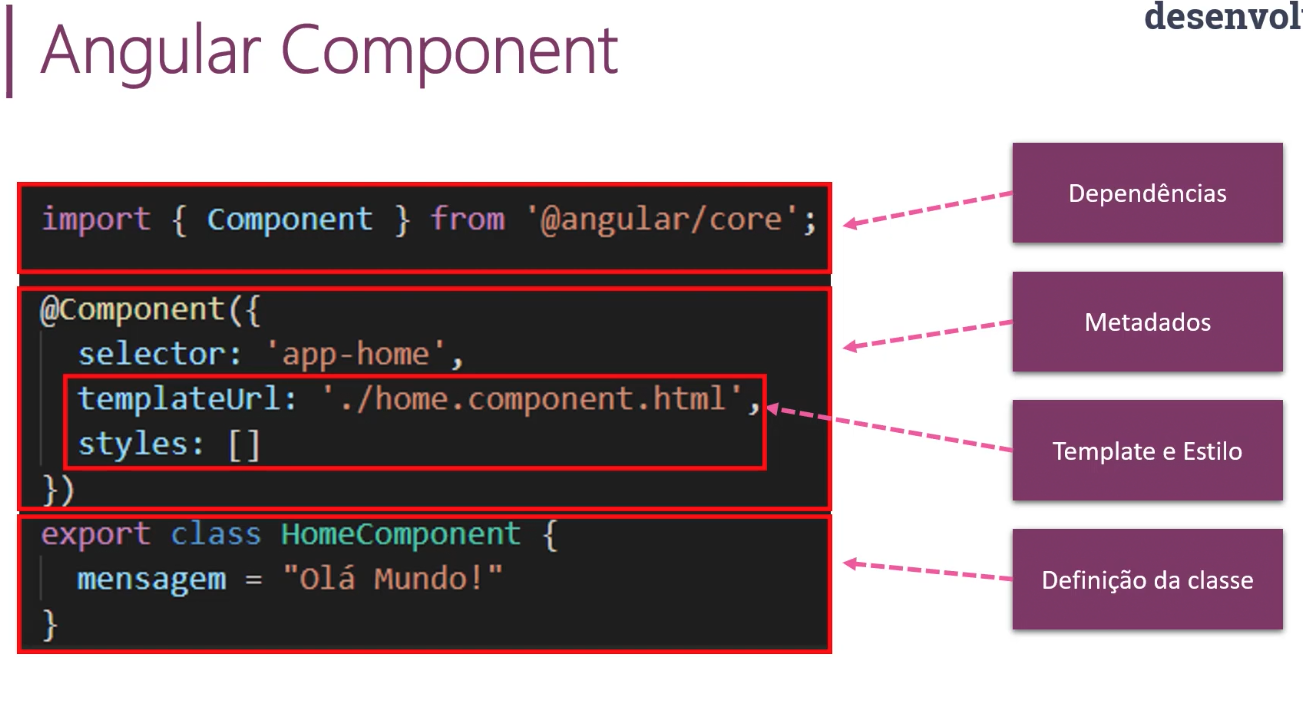 Angular Component
import { Component } from '@angular/core';
@Component({
selector: 'app-home',
templateUrl: './home.component.html',
styles: []
})
export class HomeComponent {
mensagem = "Olá Mundo!"
}
Dependências
Metadados
Template e Estilo
Definição da classe